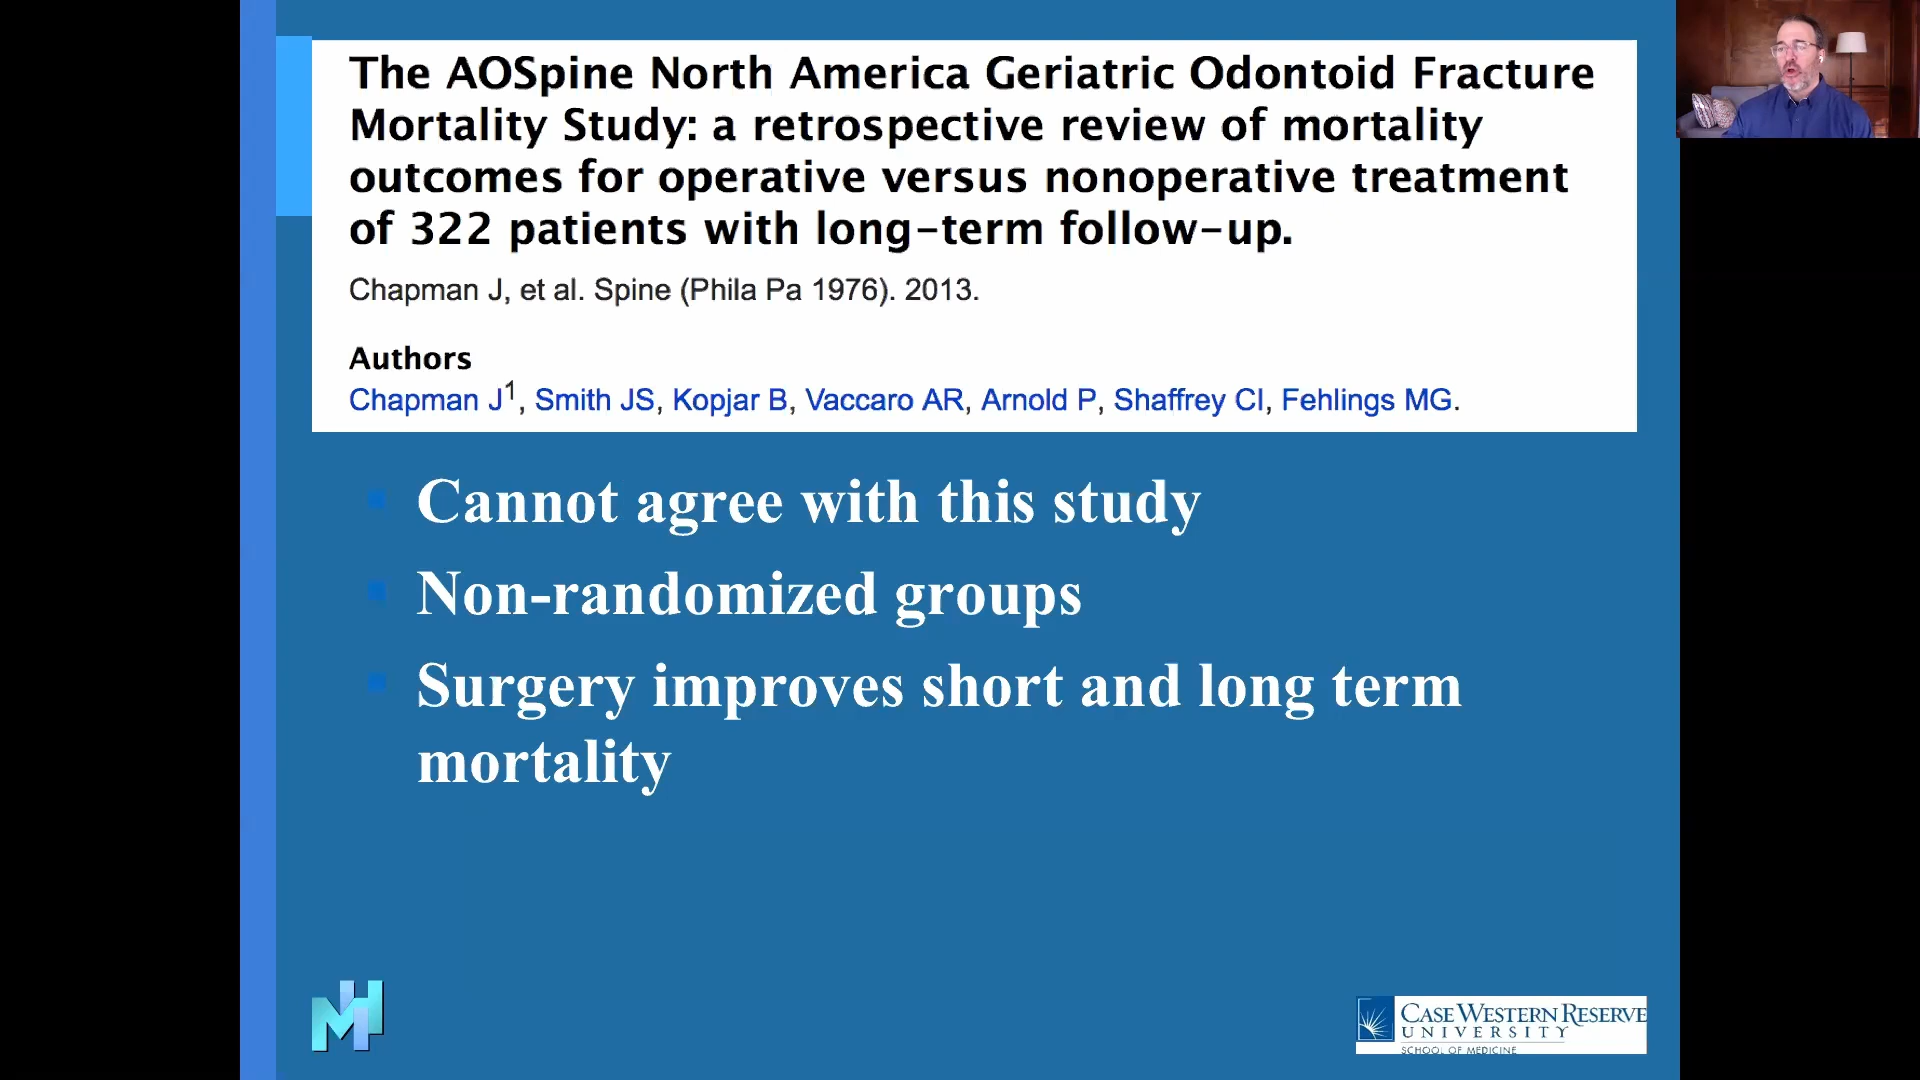 The AOSpine North America Geriatric Odontoid Fracture
Mortality Study: a retrospective review of mortality
outcomes for operative versus nonoperative treatment
of 322 patients with long-term follow-up.
Chapman J, et al. Spine (Phila Pa 1976). 2013.
Authors
Chapman J1, Smith JS, Kopjar B, Vaccaro AR, Arnold P, Shaffrey CI, Fehlings MG.
Cannot agree with this study
Non-randomized groups
Surgery improves short and long term
mortality
MH
CASE WESTERN RESERVE
UNIVERSITY
SCHOOL OF MEDICINE